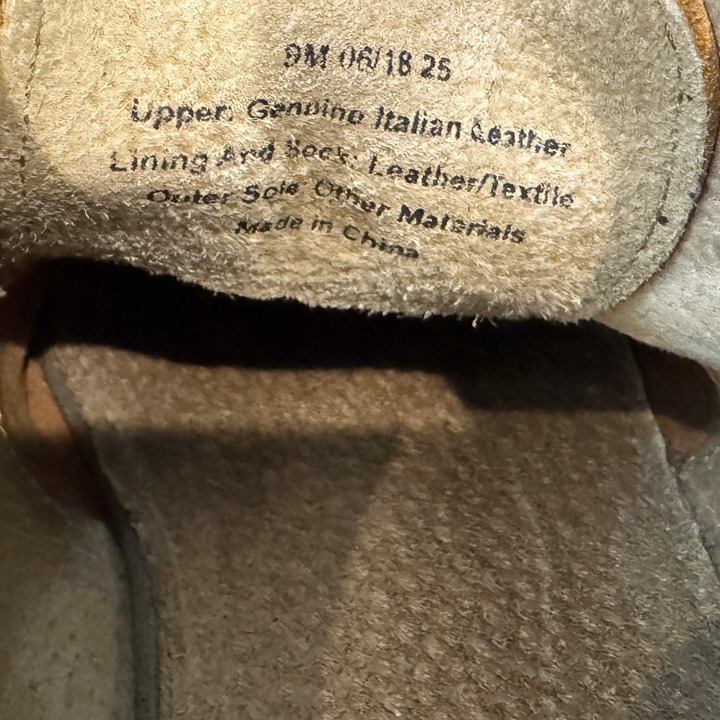 9M 06/18 25
Upper: Genuine Italian Leather
Lining And Sock: Leather/Textile
Outer Sole: Other Materials
Made in China